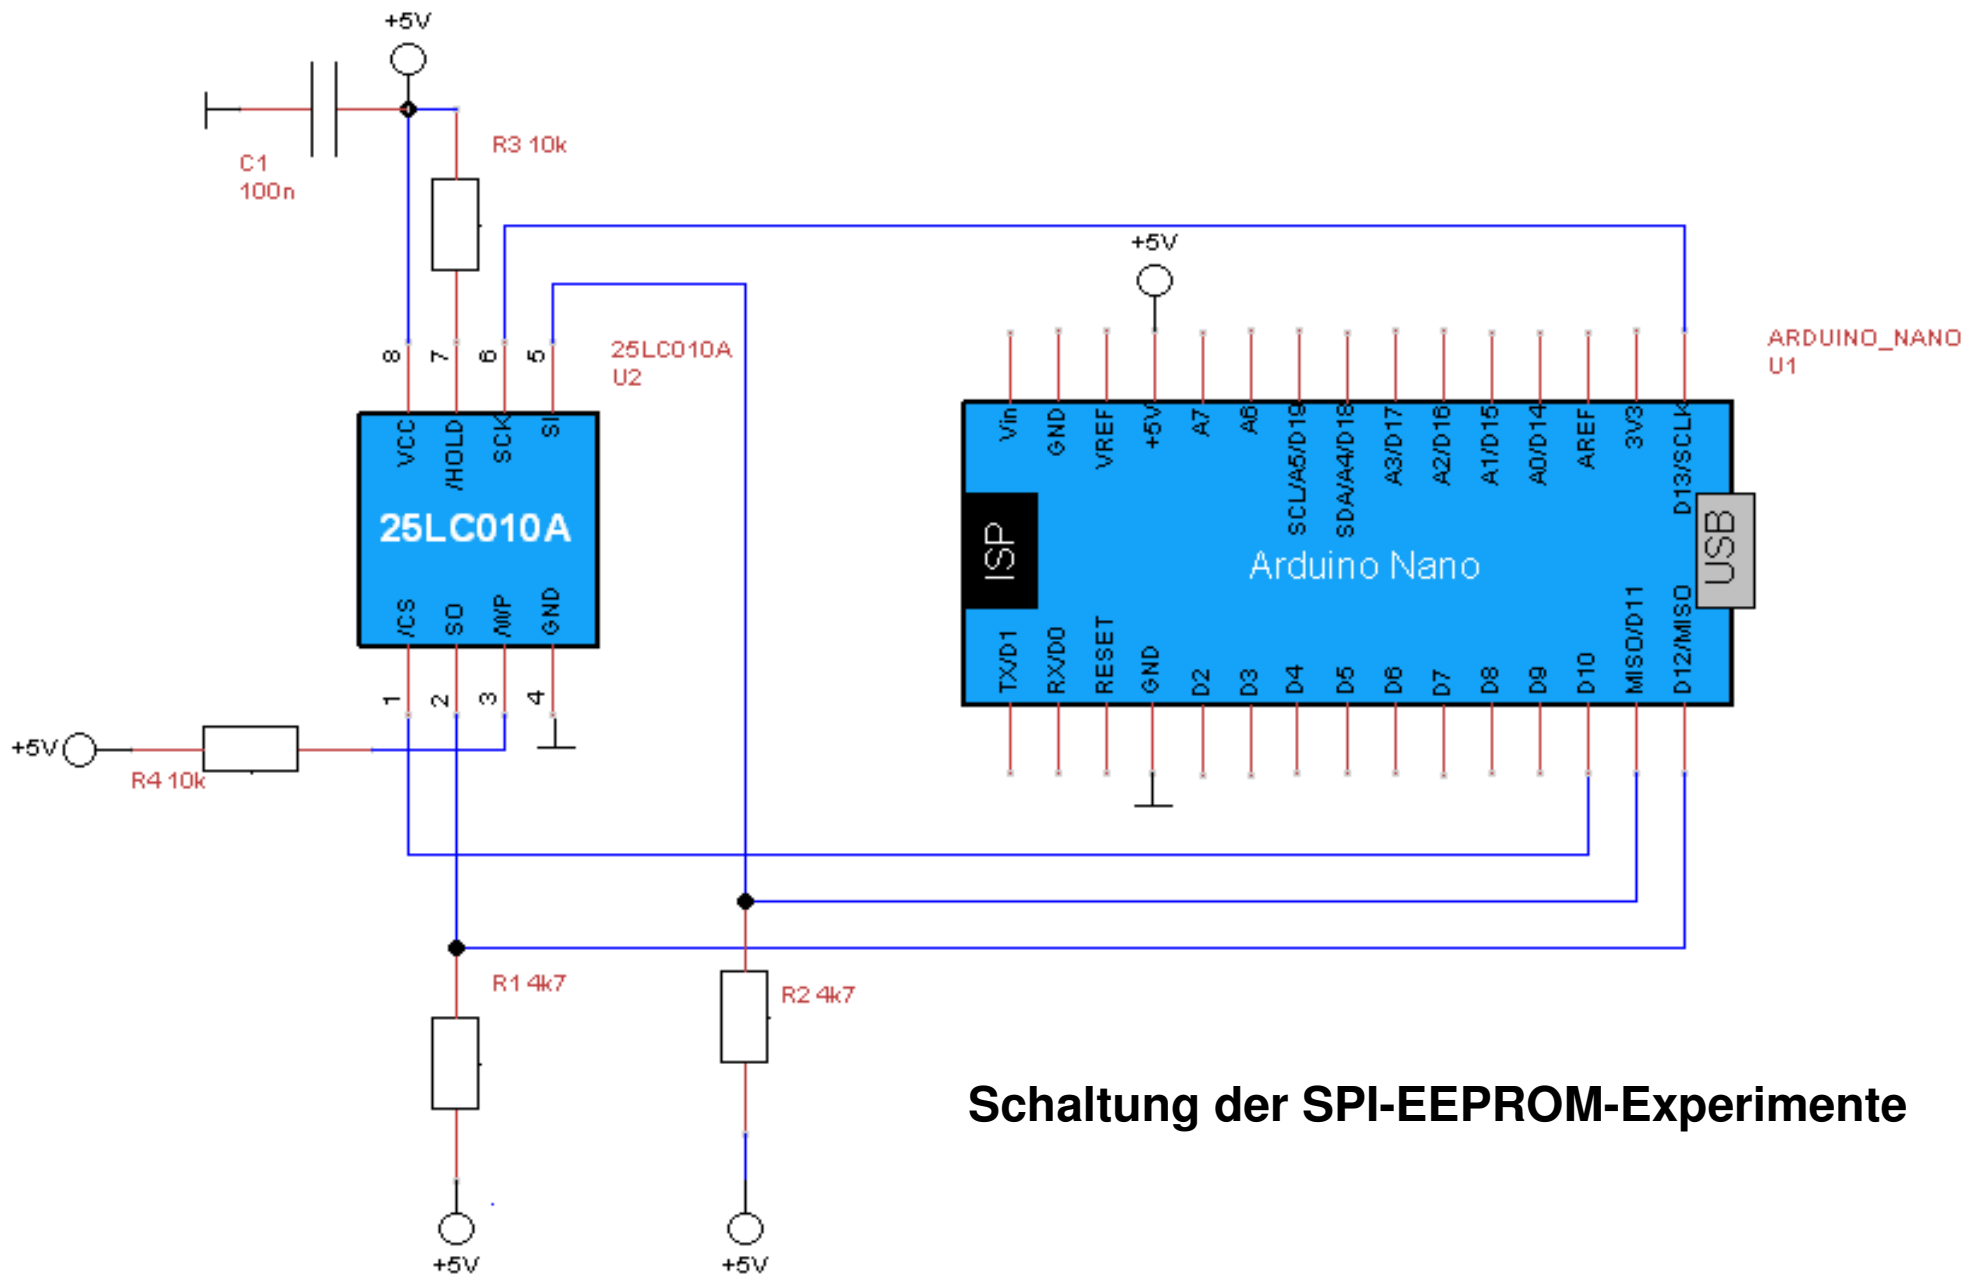 +5V
C1
100n
R3 10k
+5V
8
7
6
5
25LC010A
U2
ARDUINO_NANO
U1
VCC
/HOLD
SCK
SI
25LC010A
/CS
SO
/WP
GND
1
2
3
4
Vin
GND
VREF
+5V
A7
A6
SCL/A5/D19
SDA/A4/D18
A3/D17
A2/D16
A1/D15
A0/D14
AREF
3V3
D13/SCLK
ISP
Arduino Nano
USB
TX/D1
RX/D0
RESET
GND
D2
D3
D4
D5
D6
D7
D8
D9
D10
MISO/D11
D12/MISO
+5V
R4 10k
R1 4k7
R2 4k7
Schaltung der SPI-EEPROM-Experimente
+5V
+5V